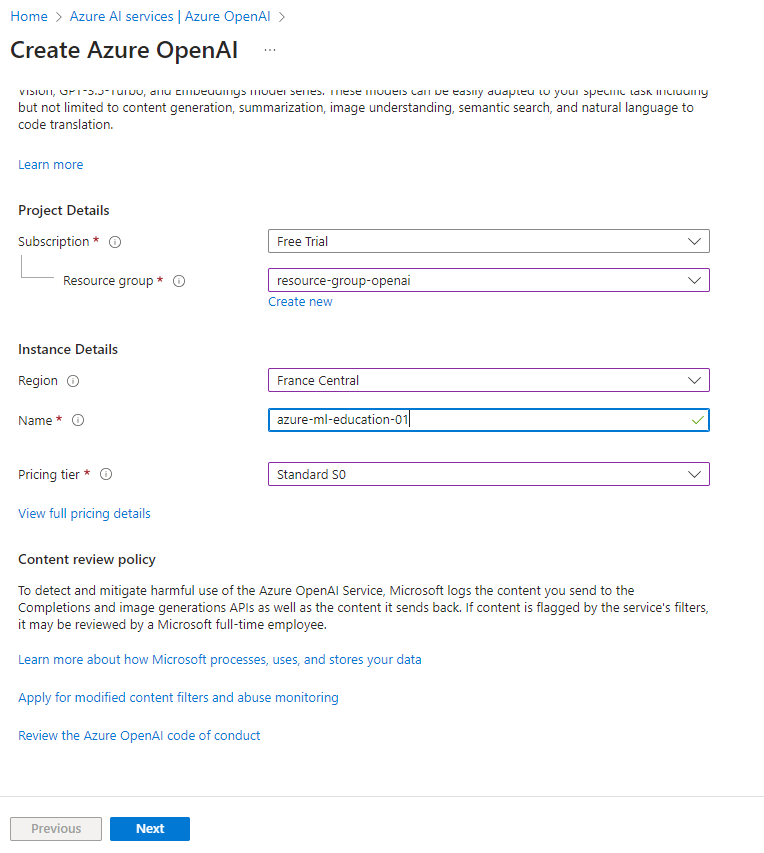 Home > Azure AI services | Azure OpenAI >
Create Azure OpenAI ...
Vision, GPT-3.5-Turbo, and Embeddings model series. These models can be easily adapted to your specific task including
but not limited to content generation, summarization, image understanding, semantic search, and natural language to
code translation.
Learn more
Project Details
Subscription * Free Trial
Resource group * resource-group-openai
Create new
Instance Details
Region France Central
Name * azure-ml-education-01
Pricing tier * Standard S0
View full pricing details
Content review policy
To detect and mitigate harmful use of the Azure OpenAI Service, Microsoft logs the content you send to the
Completions and image generations APIs as well as the content it sends back. If content is flagged by the service's filters,
it may be reviewed by a Microsoft full-time employee.
Learn more about how Microsoft processes, uses, and stores your data
Apply for modified content filters and abuse monitoring
Review the Azure OpenAI code of conduct
Previous Next